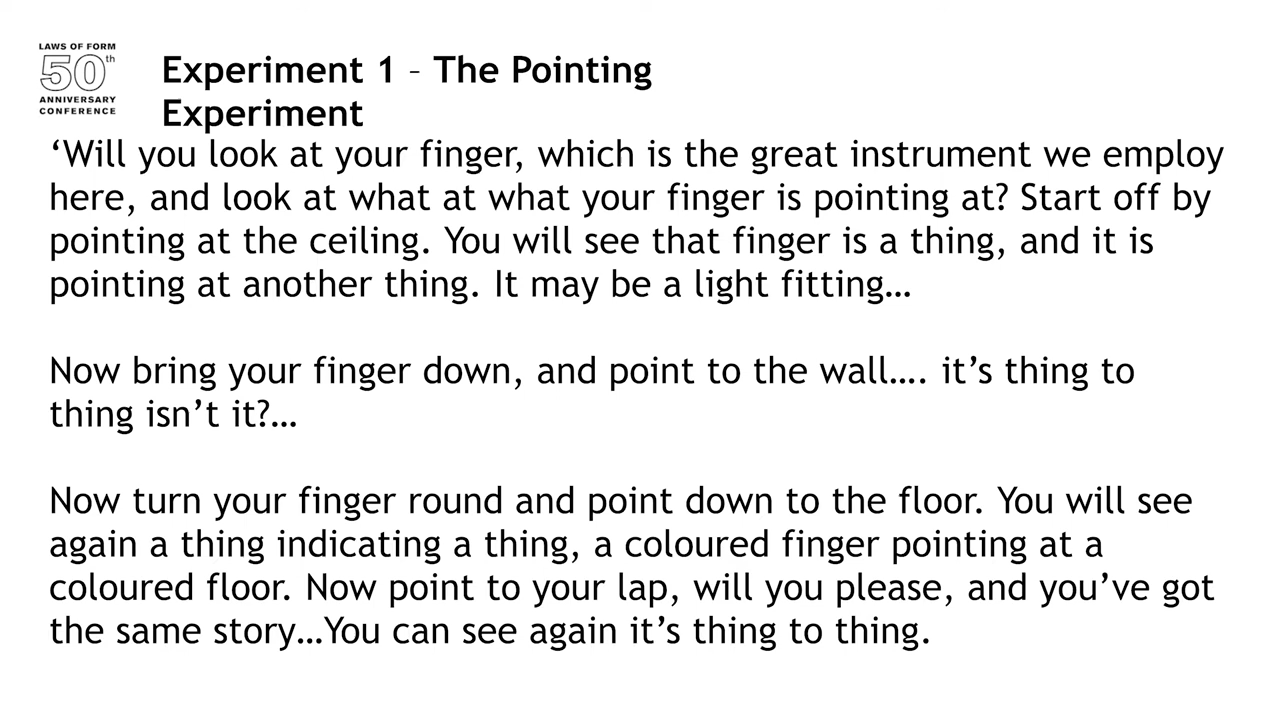 LAWS OF FORM
50th
ANNIVERSARY
CONFERENCE
Experiment 1 – The Pointing
Experiment
‘Will you look at your finger, which is the great instrument we employ
here, and look at what at what your finger is pointing at? Start off by
pointing at the ceiling. You will see that finger is a thing, and it is
pointing at another thing. It may be a light fitting…
Now bring your finger down, and point to the wall…. it’s thing to
thing isn’t it?…
Now turn your finger round and point down to the floor. You will see
again a thing indicating a thing, a coloured finger pointing at a
coloured floor. Now point to your lap, will you please, and you’ve got
the same story…You can see again it’s thing to thing.